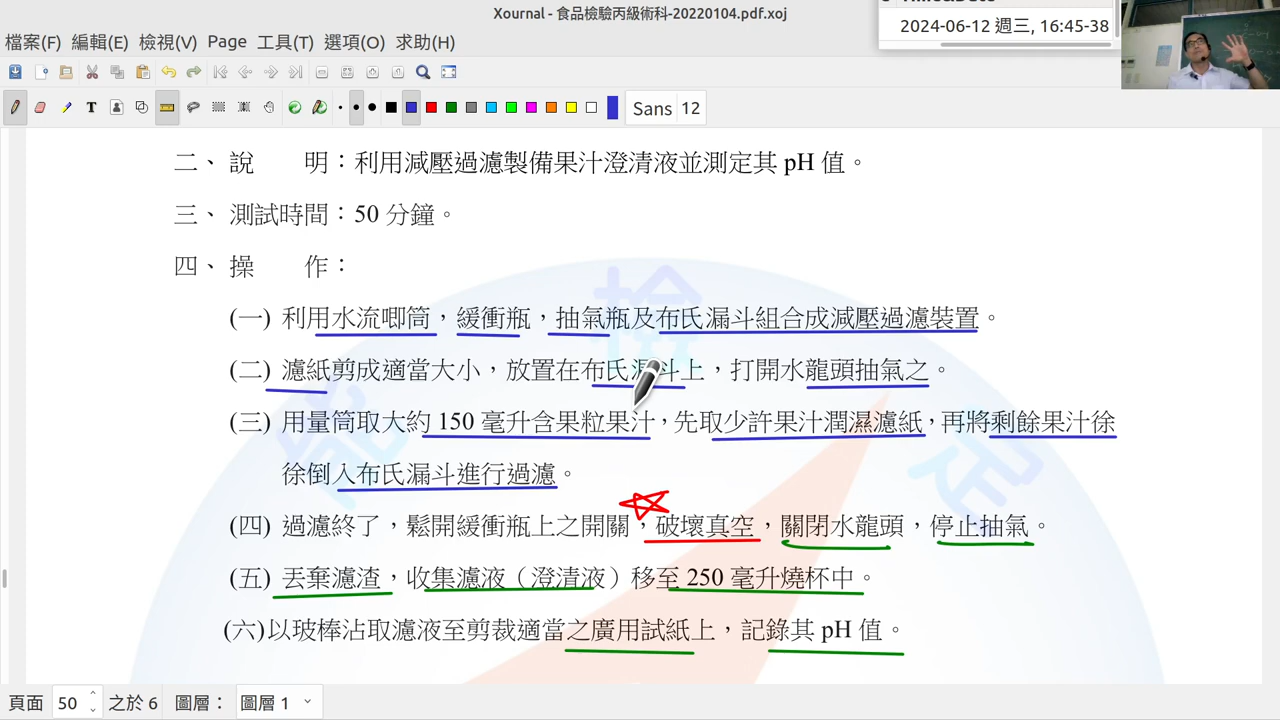 Xournal - 食品檢驗丙級術科-20220104.pdf.xoj
2024-06-12 週三, 16:45-38
檔案(F) 編輯(E) 檢視(V) Page 工具(T) 選項(O) 求助(H)
T
Sans 12
二、說 明：利用減壓過濾製備果汁澄清液並測定其 pH 值。
三、測試時間：50 分鐘。
四、操 作：
(一) 利用水流唧筒，緩衝瓶，抽氣瓶及布氏漏斗組合成減壓過濾裝置。
(二) 濾紙剪成適當大小，放置在布氏漏斗上，打開水龍頭抽氣之。
(三) 用量筒取大約 150 毫升含果粒果汁，先取少許果汁潤濕濾紙，再將剩餘果汁徐
徐倒入布氏漏斗進行過濾。
(四) 過濾終了，鬆開緩衝瓶上之開關，破壞真空，關閉水龍頭，停止抽氣。
(五) 丟棄濾渣，收集濾液（澄清液）移至 250 毫升燒杯中。
(六)以玻棒沾取濾液至剪裁適當之廣用試紙上，記錄其 pH 值。
檢
定
頁面 50 之於 6 圖層： 圖層 1